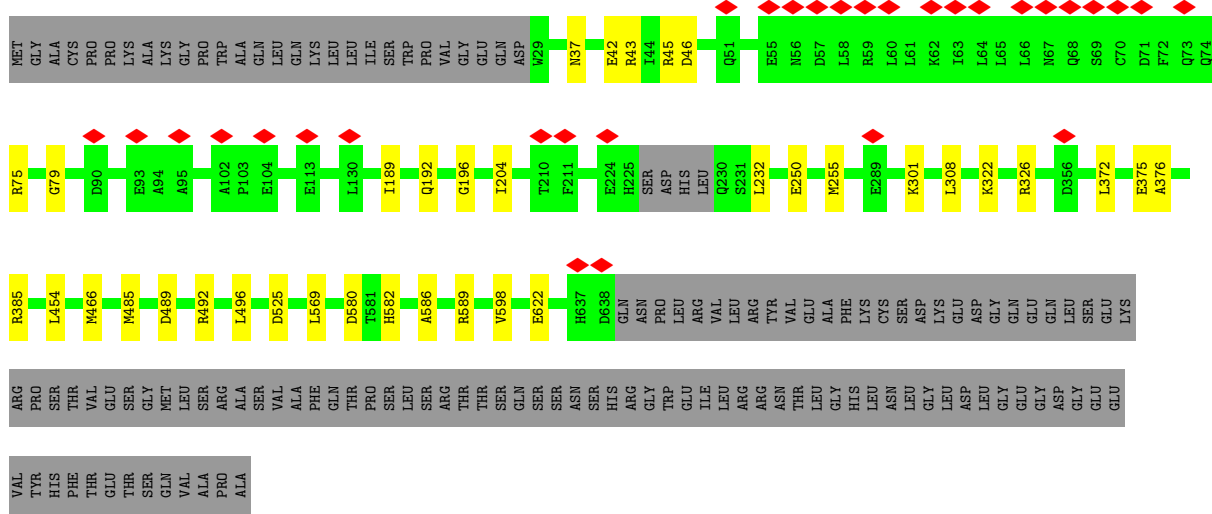 MET GLY ALA CYS PRO PRO LYS ALA LYS GLY PRO TRP ALA GLN LEU GLN LYS LEU LEU ILE SER TRP PRO VAL GLY GLU GLN ASP W29 N37 E42 R43 I44 R45 D46 Q51 E55 N56 D57 L58 R59 L60 L61 K62 I63 L64 L65 L66 N67 Q68 S69 C70 D71 F72 Q73 Q74
R75 G79 D90 E93 A94 A95 A102 P103 E104 E113 L130 I189 Q192 G196 I204 T210 F211 E224 H225 SER ASP HIS LEU Q230 S231 L232 E250 M255 E289 K301 L308 K322 R326 D356 L372 E375 A376
R385 L454 M466 M485 D489 R492 L496 D525 L569 D580 T581 H582 A586 R589 V598 E622 H637 D638 GLN ASN PRO LEU ARG VAL LEU ARG TYR VAL GLU ALA PHE LYS CYS SER ASP LYS GLU ASP GLY GLN GLU GLN LEU SER GLU LYS
ARG PRO SER THR VAL GLU SER GLY MET LEU SER ARG ALA SER VAL ALA PHE GLN THR PRO SER LEU SER ARG THR THR SER GLN SER SER ASN SER HIS ARG GLY TRP GLU ILE LEU ARG ARG ASN THR LEU GLY HIS LEU ASN LEU GLY LEU ASP LEU GLY GLU GLY ASP GLY GLU GLU
VAL TYR HIS PHE THR GLU THR SER GLN VAL ALA PRO ALA